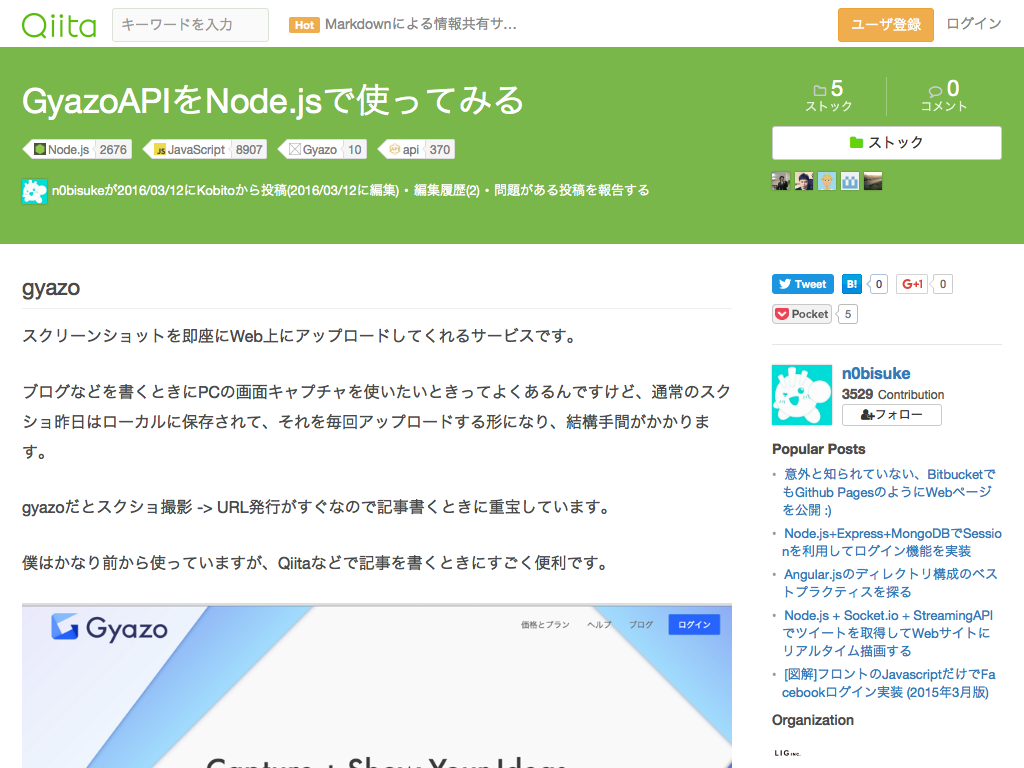 Qiita
キーワードを入力
Hot Markdownによる情報共有サ...
ユーザ登録
ログイン
GyazoAPIをNode.jsで使ってみる
5
ストック
0
コメント
Node.js 2676
JS JavaScript 8907
Gyazo 10
api 370
ストック
n0bisukeが2016/03/12にKobitoから投稿(2016/03/12に編集)・編集履歴(2)・問題がある投稿を報告する
gyazo
スクリーンショットを即座にWeb上にアップロードしてくれるサービスです。
ブログなどを書くときにPCの画面キャプチャを使いたいときってよくあるんですけど、通常のスク
ショ昨日はローカルに保存されて、それを毎回アップロードする形になり、結構手間がかかりま
す。
gyazoだとスクショ撮影 -> URL発行がすぐなので記事書くときに重宝しています。
僕はかなり前から使っていますが、Qiitaなどで記事を書くときにすごく便利です。
Gyazo
価格とプラン
ヘルプ
ブログ
ログイン
Capture + Show Your Ideas
Tweet
B! 0
G+1 0
Pocket 5
n0bisuke
3529 Contribution
フォロー
Popular Posts
意外と知られていない、Bitbucketで
もGithub PagesのようにWebページ
を公開 :)
Node.js+Express+MongoDBでSessio
nを利用してログイン機能を実装
Angular.jsのディレクトリ構成のベス
トプラクティスを探る
Node.js + Socket.io + StreamingAPI
でツイートを取得してWebサイトに
リアルタイム描画する
[図解]フロントのJavascriptだけでFa
cebookログイン実装 (2015年3月版)
Organization
LIG INC.